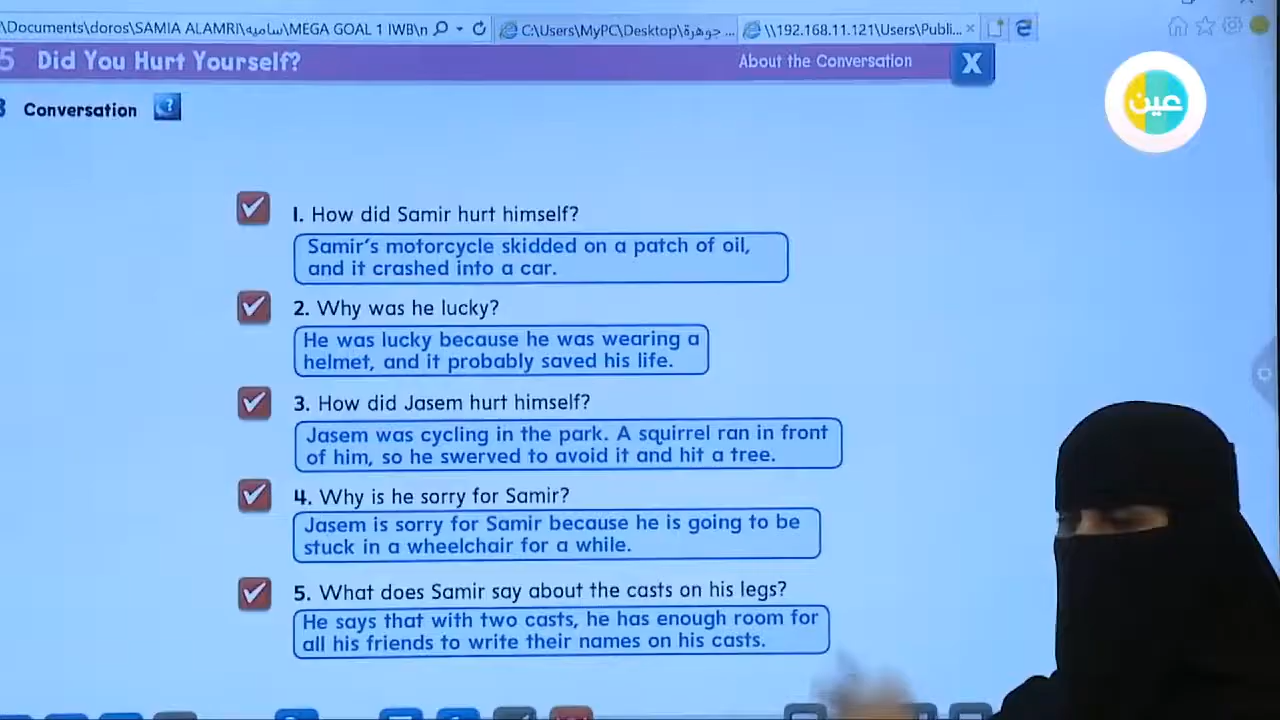 \Documents\doros\SAMIA ALAMRI\سامية\MEGA GOAL 1 IWB\n
C:\Users\MyPC\Desktop\جوهرة ...
\\192.168.11.121\Users\Publi...
5 Did You Hurt Yourself?
About the Conversation
X
Conversation
?
عين
1. How did Samir hurt himself?
Samir's motorcycle skidded on a patch of oil,
and it crashed into a car.
2. Why was he lucky?
He was lucky because he was wearing a
helmet, and it probably saved his life.
3. How did Jasem hurt himself?
Jasem was cycling in the park. A squirrel ran in front
of him, so he swerved to avoid it and hit a tree.
4. Why is he sorry for Samir?
Jasem is sorry for Samir because he is going to be
stuck in a wheelchair for a while.
5. What does Samir say about the casts on his legs?
He says that with two casts, he has enough room for
all his friends to write their names on his casts.